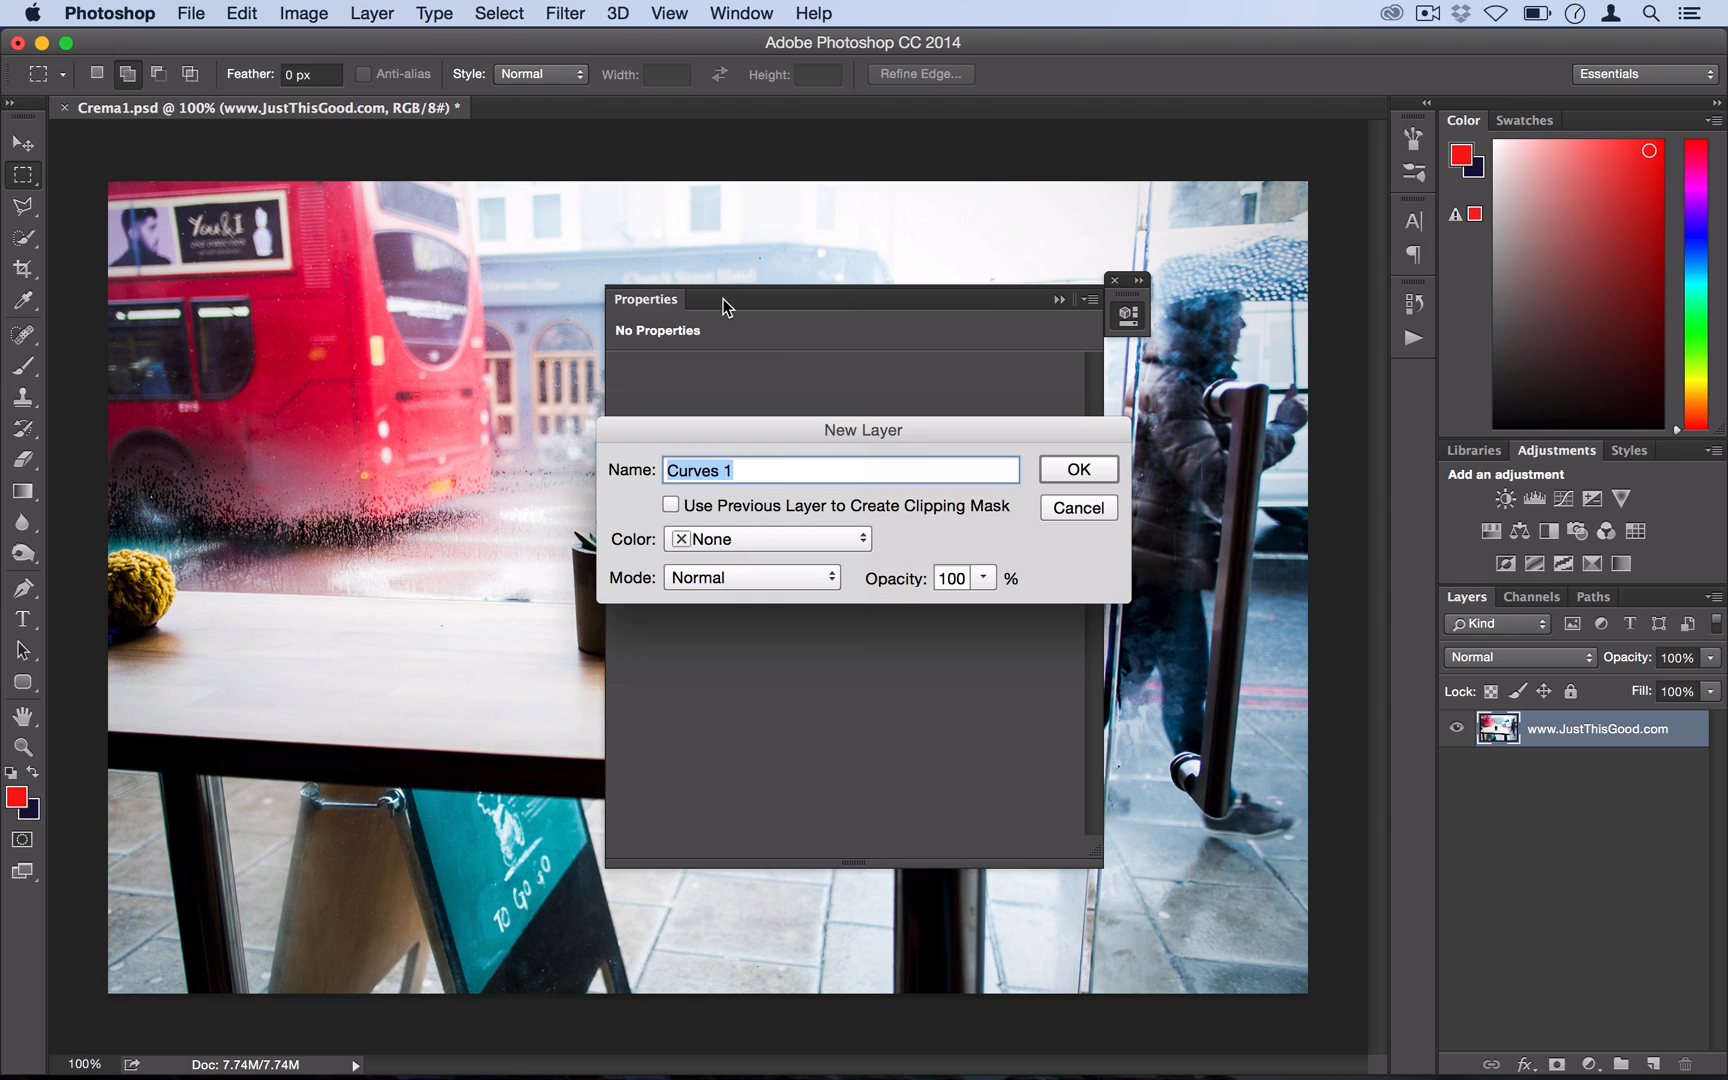 Photoshop File Edit Image Layer Type Select Filter 3D View Window Help
Adobe Photoshop CC 2014
Feather: 0 px Anti-alias Style: Normal Width: Height: Refine Edge... Essentials
× Crema1.psd @ 100% (www.JustThisGood.com, RGB/8#) *
Color Swatches
You&I
Properties
No Properties
New Layer
Name: Curves 1 OK
Use Previous Layer to Create Clipping Mask Cancel
Color: None
Mode: Normal Opacity: 100 %
Libraries Adjustments Styles
Add an adjustment
Layers Channels Paths
Kind
Normal Opacity: 100%
Lock: Fill: 100%
www.JustThisGood.com
TO GO SO
100% Doc: 7.74M/7.74M